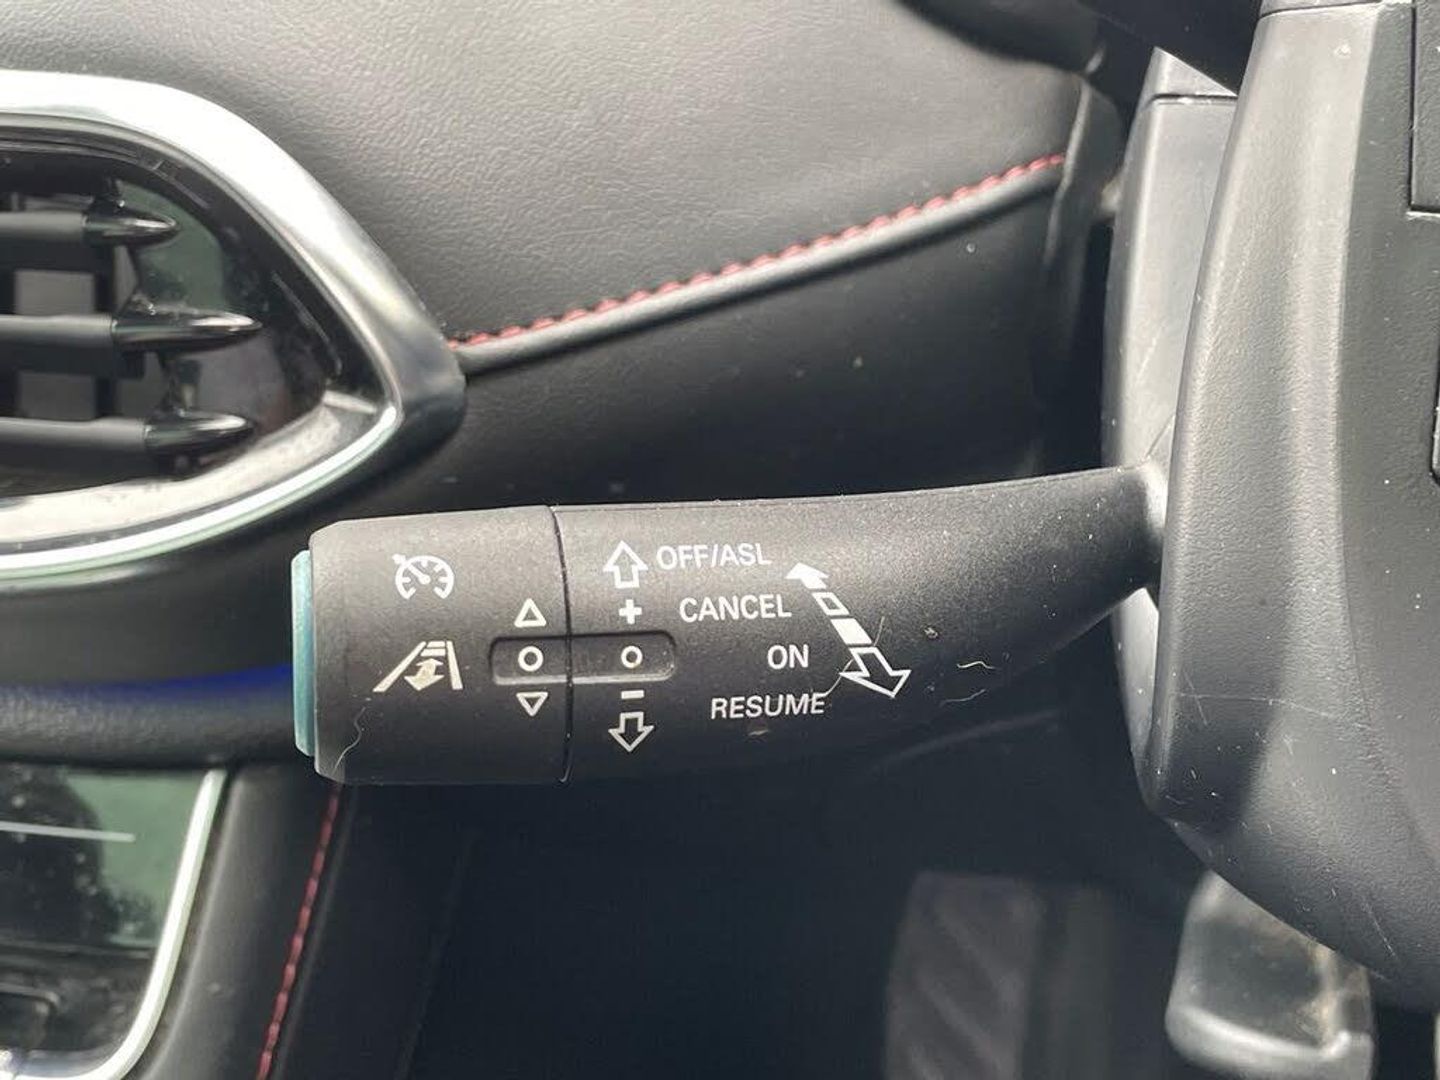 OFF/ASL
+ CANCEL
ON
RESUME
-